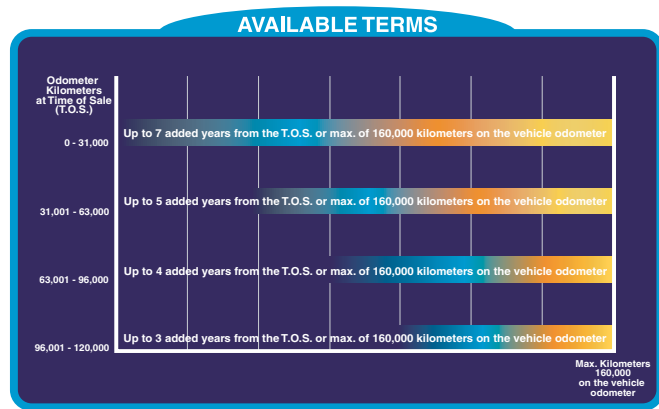 AVAILABLE TERMS
Odometer
Kilometers
at Time of Sale
(T.O.S.)
0 - 31,000
Up to 7 added years from the T.O.S. or max. of 160,000 kilometers on the vehicle odometer
31,001 - 63,000
Up to 5 added years from the T.O.S. or max. of 160,000 kilometers on the vehicle odometer
63,001 - 96,000
Up to 4 added years from the T.O.S. or max. of 160,000 kilometers on the vehicle odometer
96,001 - 120,000
Up to 3 added years from the T.O.S. or max. of 160,000 kilometers on the vehicle odometer
Max. Kilometers
160,000
on the vehicle
odometer